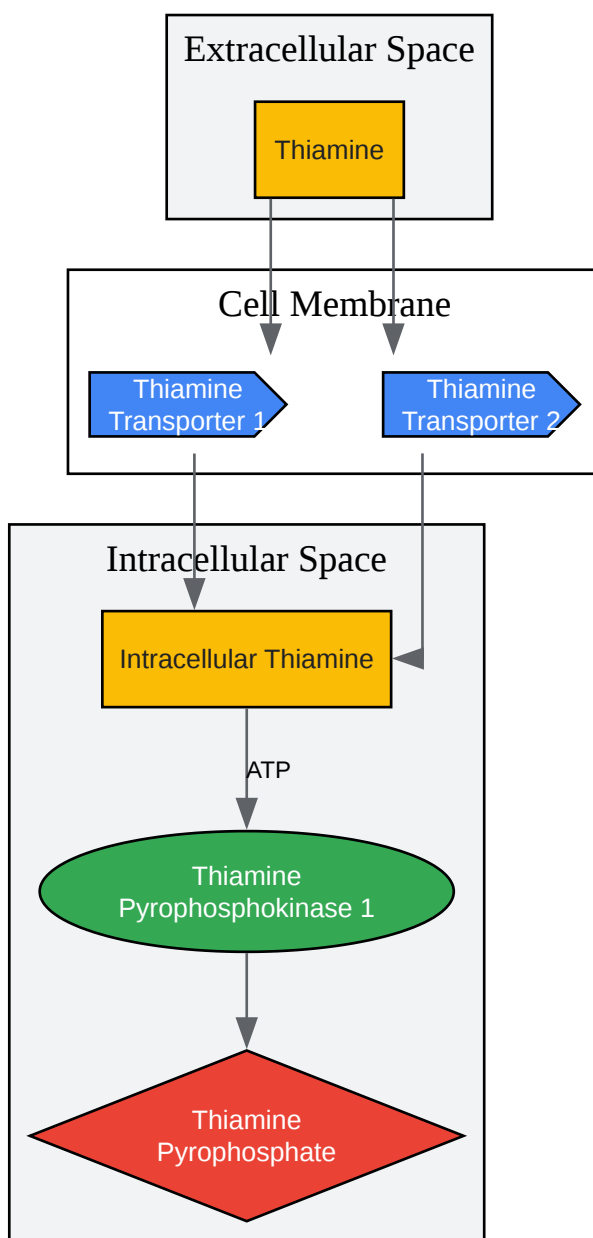 Extracellular Space
Thiamine
Cell Membrane
Thiamine
Transporter 1
Thiamine
Transporter 2
Intracellular Space
Intracellular Thiamine
ATP
Thiamine
Pyrophosphokinase 1
Thiamine
Pyrophosphate